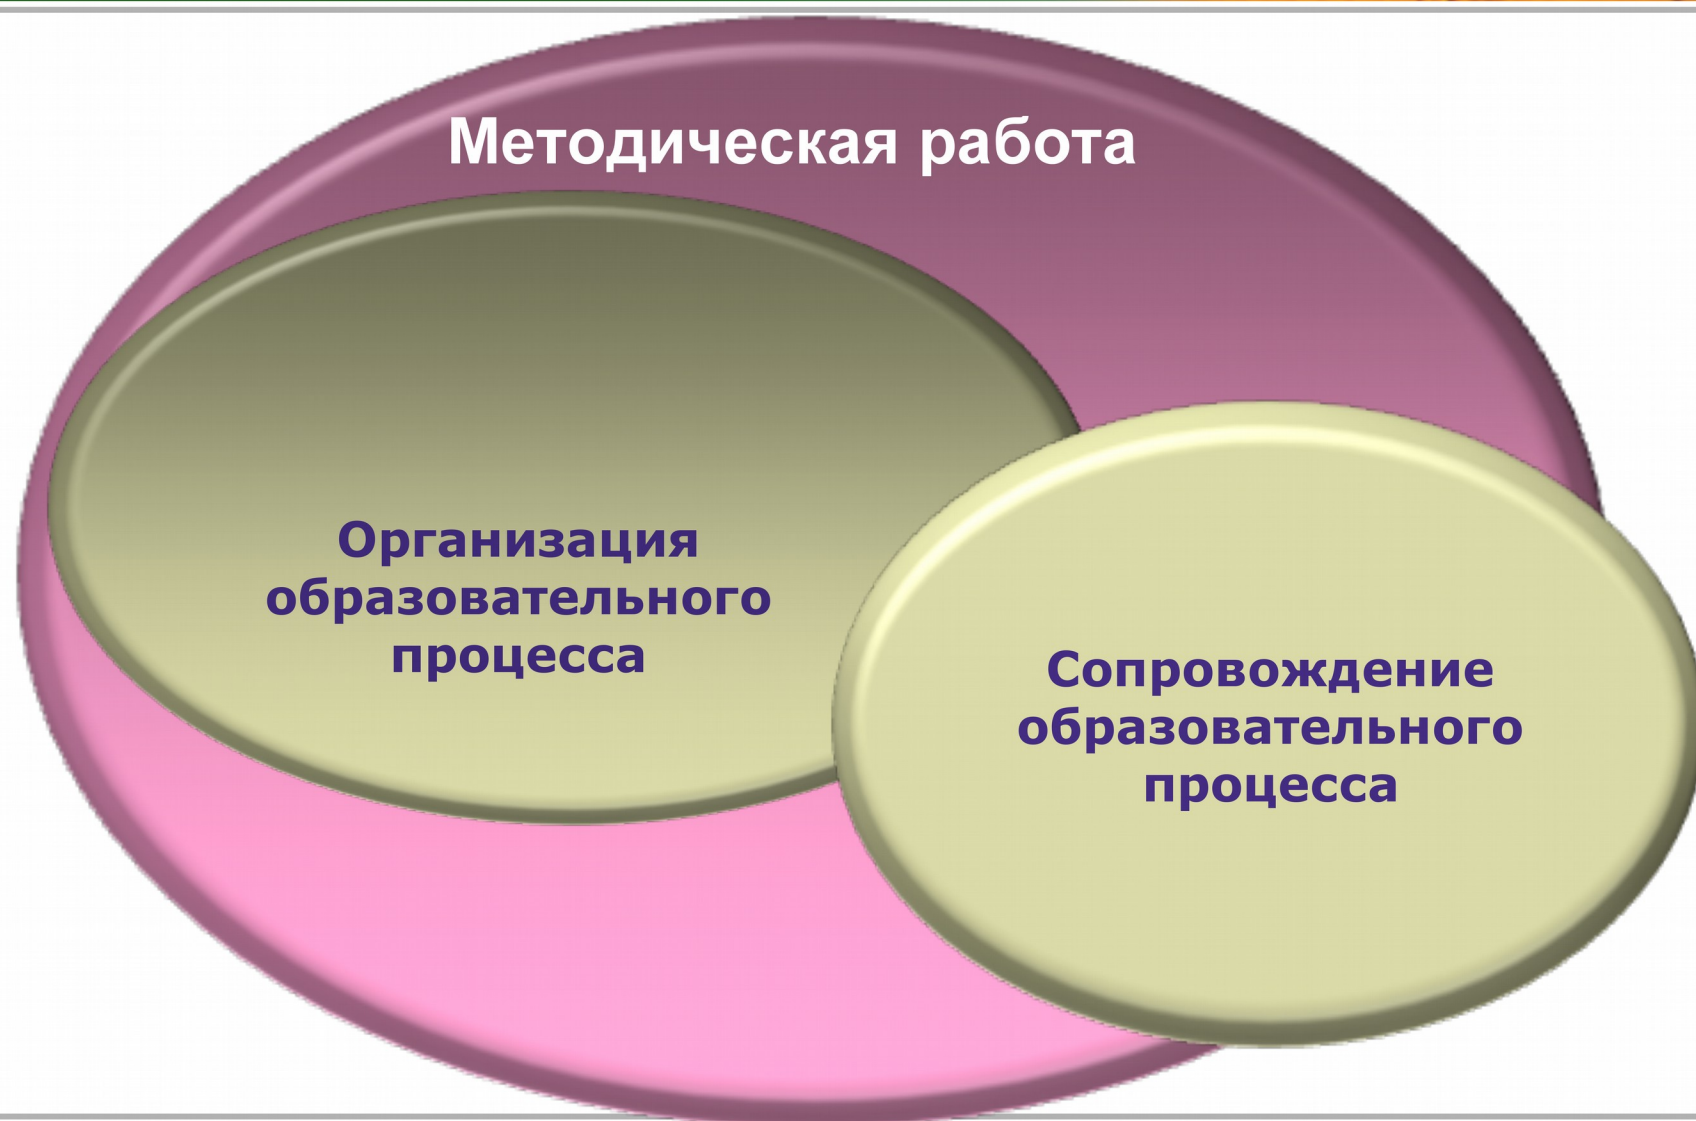 Методическая работа
Организация
образовательного
процесса
Сопровождение
образовательного
процесса